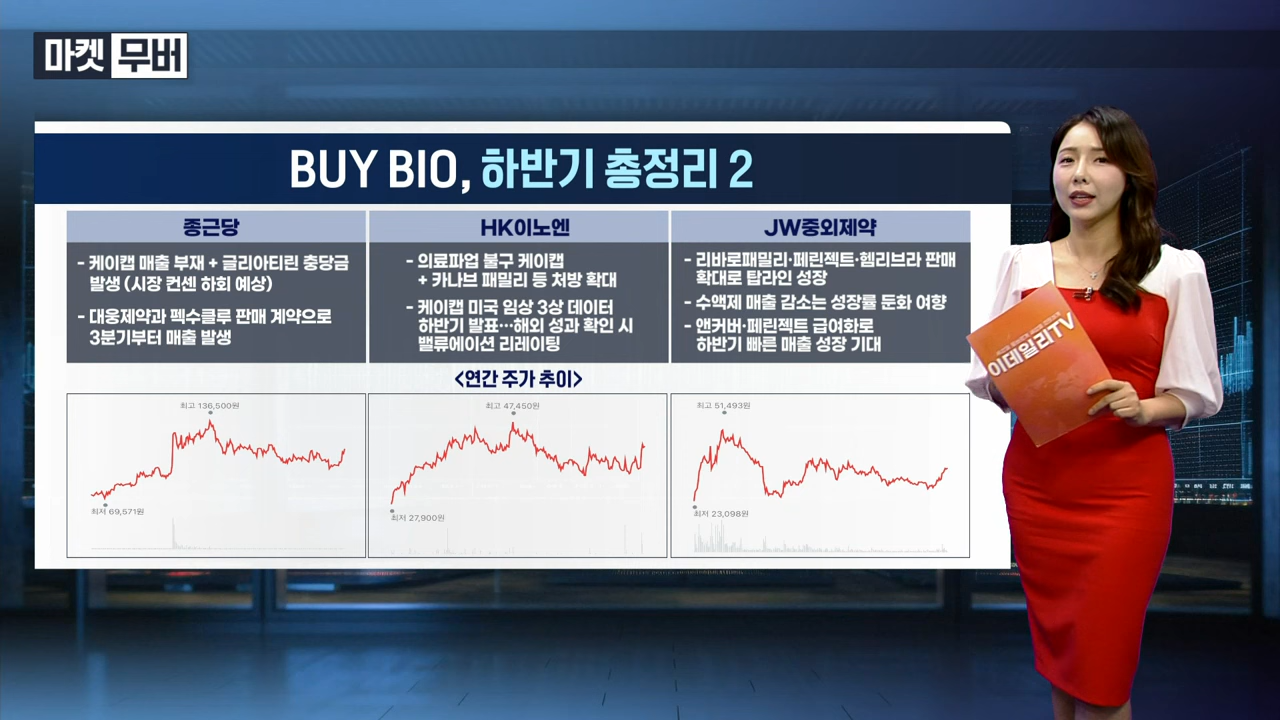 마켓 무버
BUY BIO, 하반기 총정리 2
종근당
- 케이캡 매출 부재 + 글리아티린 충당금
발생 (시장 컨센 하회 예상)
- 대웅제약과 펙수클루 판매 계약으로
3분기부터 매출 발생
HK이노엔
- 의료파업 불구 케이캡
+ 카나브 패밀리 등 처방 확대
- 케이캡 미국 임상 3상 데이터
하반기 발표…해외 성과 확인 시
밸류에이션 리레이팅
JW중외제약
- 리바로패밀리·페린젝트·헴리브라 판매
확대로 탑라인 성장
- 수액제 매출 감소는 성장률 둔화 여향
- 앤커버·페린젝트 급여화로
하반기 빠른 매출 성장 기대
<연간 주가 추이>
최고 136,500원
최저 69,571원
최고 47,450원
최저 27,900원
최고 51,493원
최저 23,098원
이데일리TV